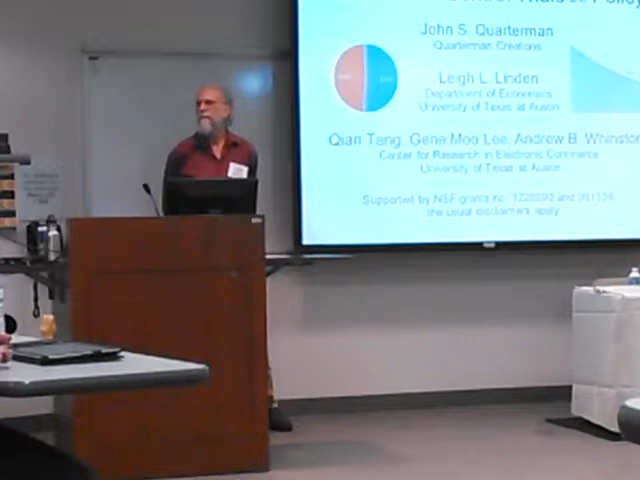 John S. Quarterman
Quarterman Creations
Leigh L. Linden
Department of Economics
University of Texas at Austin
Qian Tang, Gene Moo Lee, Andrew B. Whinston
Center for Research in Electronic Commerce
University of Texas at Austin
Supported by NSF grants no. and
the usual disclaimers apply